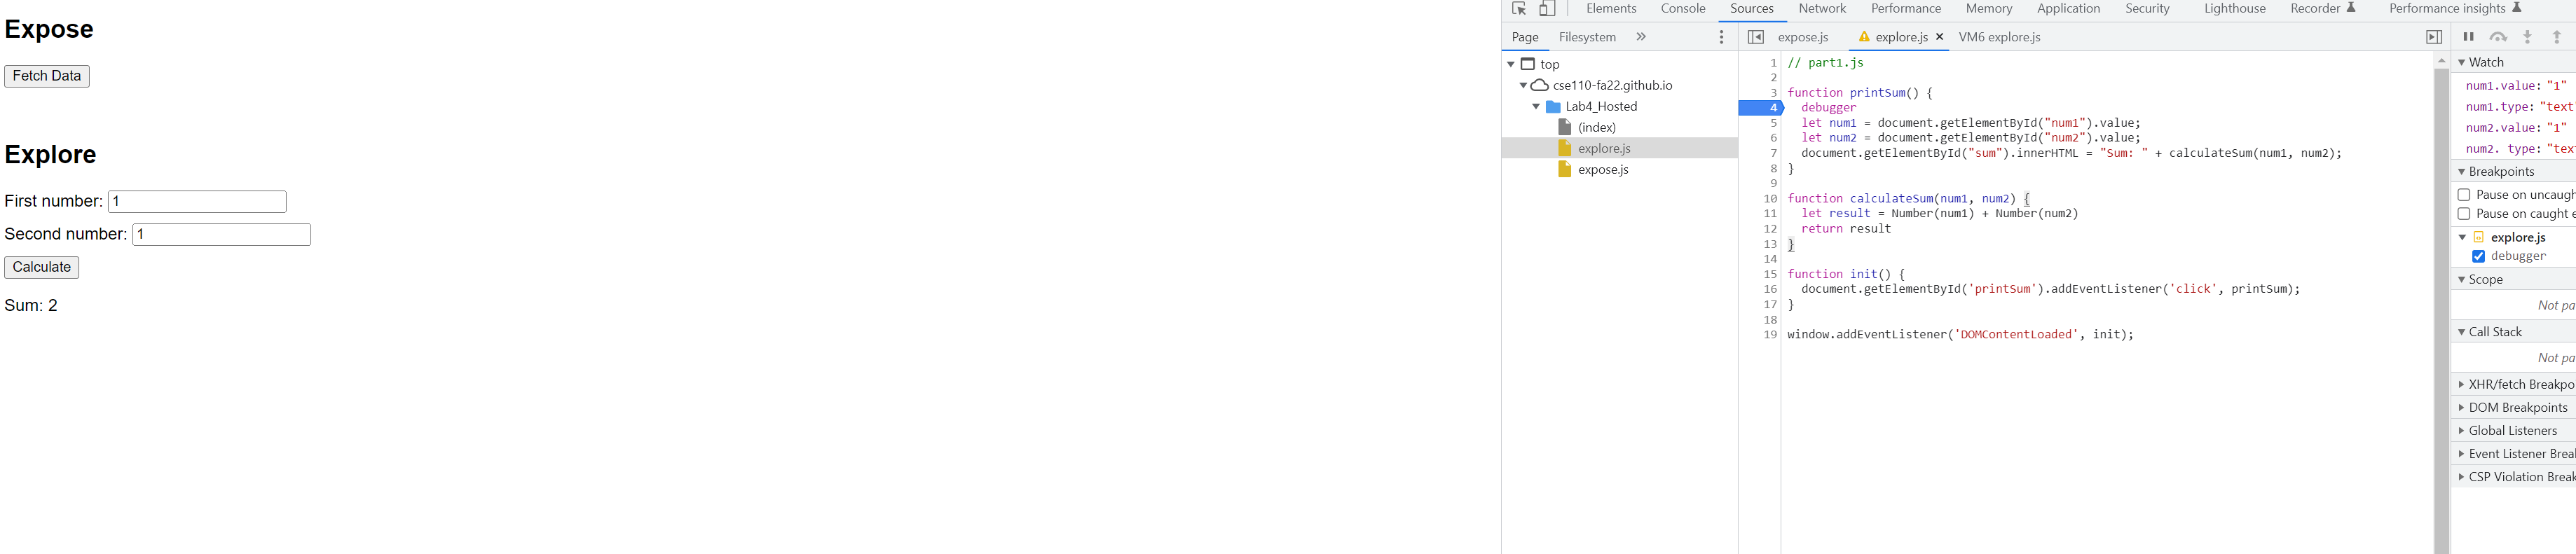 Expose
Fetch Data
Explore
First number: 1
Second number: 1
Calculate
Sum: 2
Elements Console Sources Network Performance Memory Application Security Lighthouse Recorder Performance insights
Page Filesystem »
top
cse110-fa22.github.io
Lab4_Hosted
(index)
explore.js
expose.js
expose.js explore.js × VM6 explore.js
1 // part1.js
2
3 function printSum() {
4 debugger
5 let num1 = document.getElementById("num1").value;
6 let num2 = document.getElementById("num2").value;
7 document.getElementById("sum").innerHTML = "Sum: " + calculateSum(num1, num2);
8 }
9
10 function calculateSum(num1, num2) {
11 let result = Number(num1) + Number(num2)
12 return result
13 }
14
15 function init() {
16 document.getElementById('printSum').addEventListener('click', printSum);
17 }
18
19 window.addEventListener('DOMContentLoaded', init);
Watch
num1.value: "1"
num1.type: "text
num2.value: "1"
num2. type: "tex
Breakpoints
Pause on uncaugh
Pause on caught e
explore.js
debugger
Scope
Not pa
Call Stack
Not pa
XHR/fetch Breakpo
DOM Breakpoints
Global Listeners
Event Listener Brea
CSP Violation Break